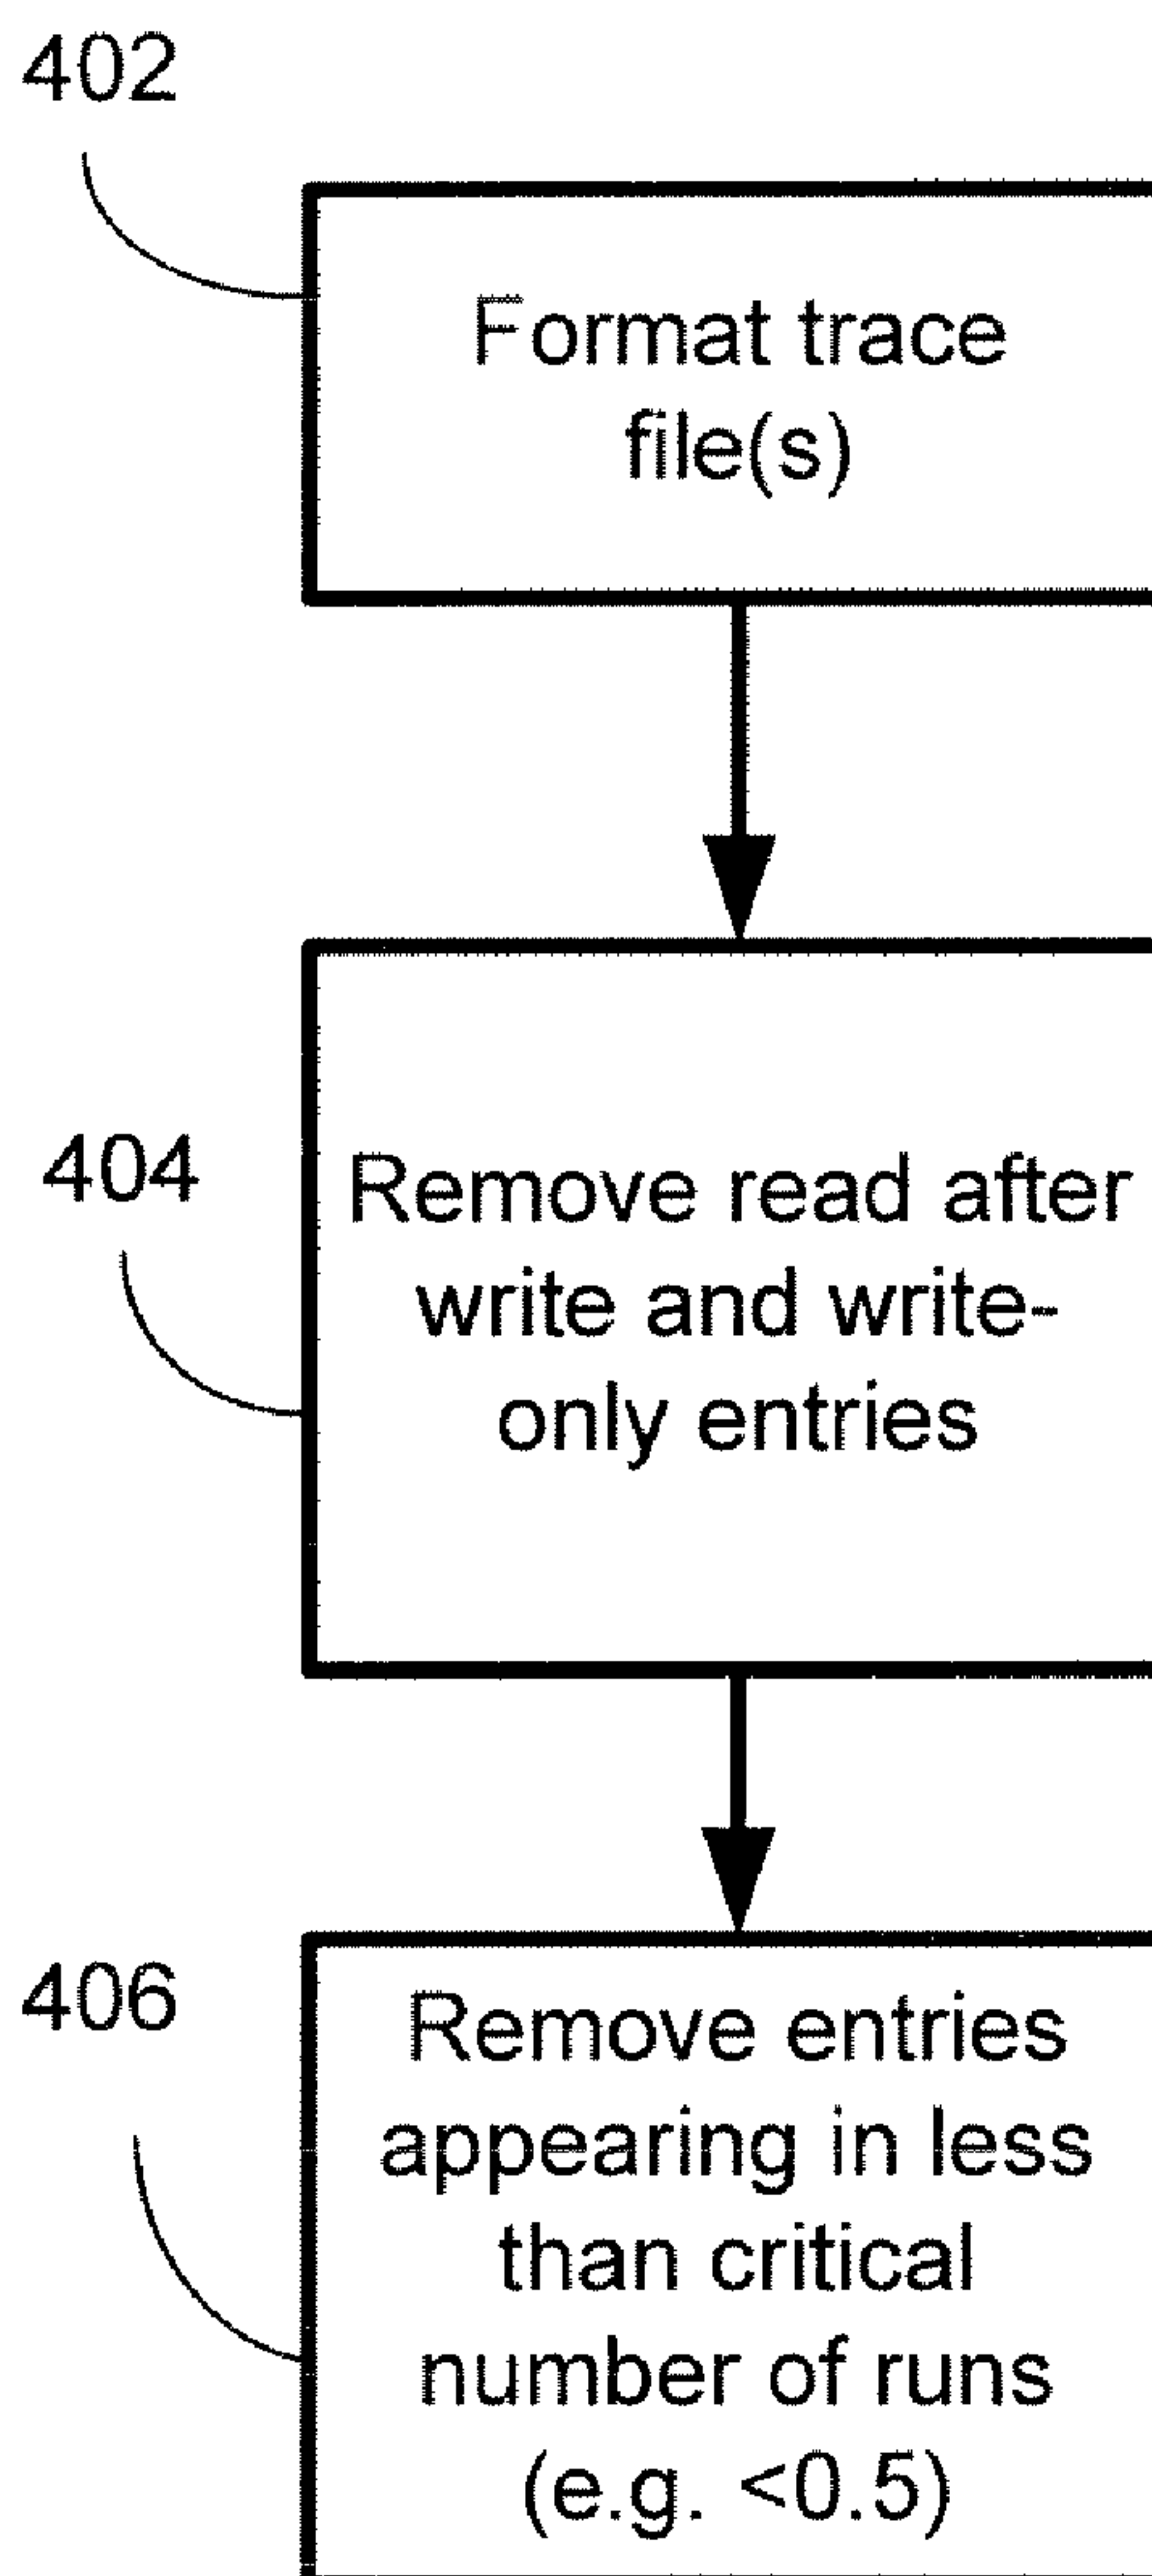 402
Format trace
file(s)
404
Remove read after
write and write-
only entries
406
Remove entries
appearing in less
than critical
number of runs
(e.g. <0.5)